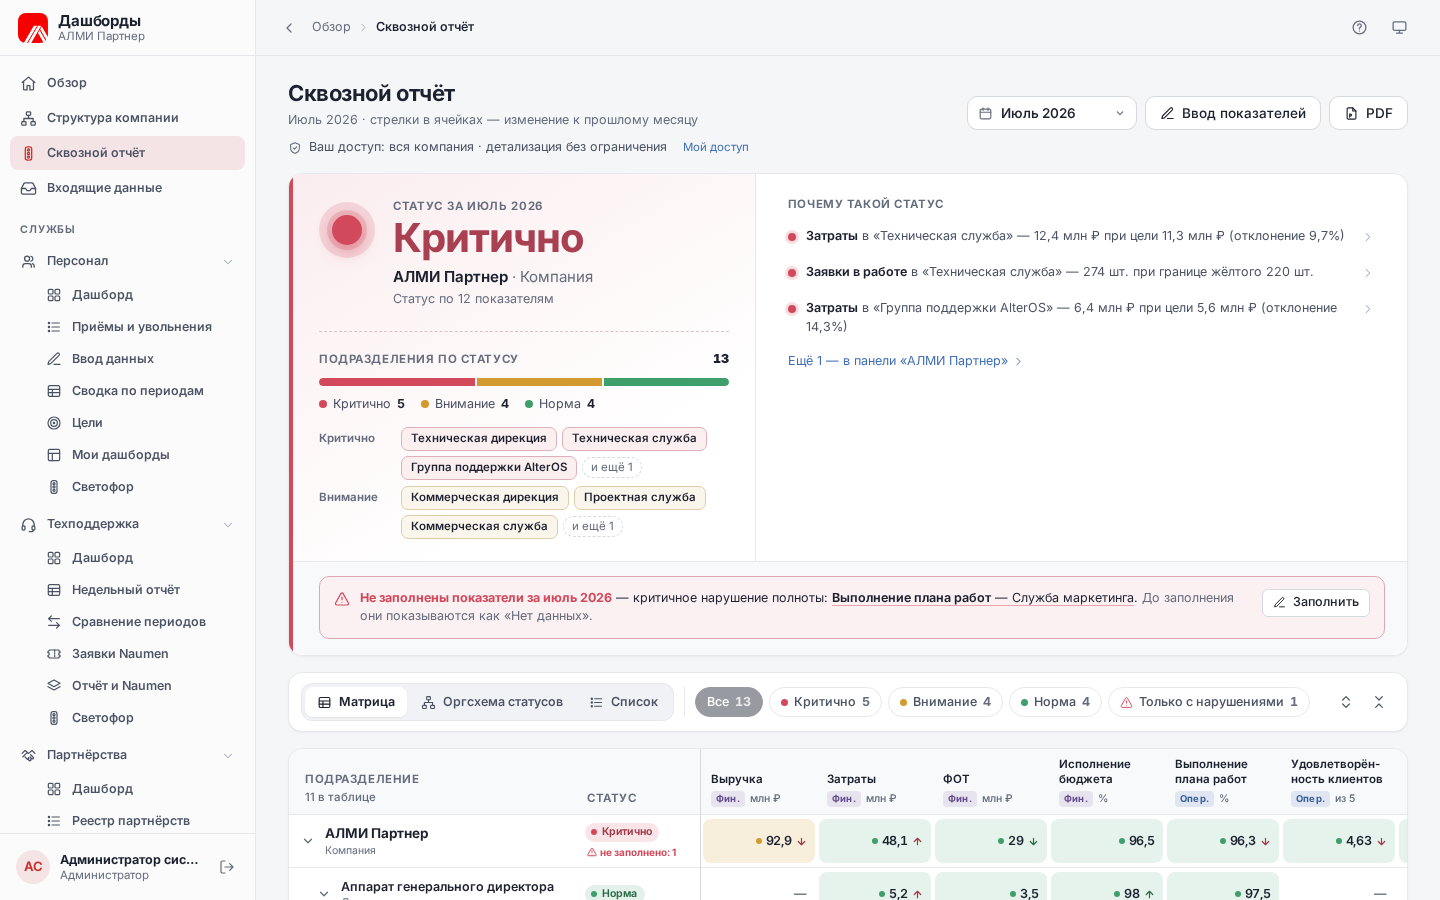 Дашборды
АЛМИ Партнер
Обзор
Структура компании
Сквозной отчёт
Входящие данные
СЛУЖБЫ
Персонал
Дашборд
Приёмы и увольнения
Ввод данных
Сводка по периодам
Цели
Мои дашборды
Светофор
Техподдержка
Дашборд
Недельный отчёт
Сравнение периодов
Заявки Naumen
Отчёт и Naumen
Светофор
Партнёрства
Дашборд
Реестр партнёрств
АС
Администратор сис...
Администратор
Обзор
Сквозной отчёт
Сквозной отчёт
Июль 2026 · стрелки в ячейках — изменение к прошлому месяцу
Ваш доступ: вся компания · детализация без ограничения Мой доступ
Июль 2026
Ввод показателей
PDF
СТАТУС ЗА ИЮЛЬ 2026
Критично
АЛМИ Партнер · Компания
Статус по 12 показателям
ПОДРАЗДЕЛЕНИЯ ПО СТАТУСУ 13
Критично 5 Внимание 4 Норма 4
Критично Техническая дирекция Техническая служба
Группа поддержки AlterOS и ещё 1
Внимание Коммерческая дирекция Проектная служба
Коммерческая служба и ещё 1
ПОЧЕМУ ТАКОЙ СТАТУС
Затраты в «Техническая служба» — 12,4 млн ₽ при цели 11,3 млн ₽ (отклонение 9,7%)
Заявки в работе в «Техническая служба» — 274 шт. при границе жёлтого 220 шт.
Затраты в «Группа поддержки AlterOS» — 6,4 млн ₽ при цели 5,6 млн ₽ (отклонение
14,3%)
Ещё 1 — в панели «АЛМИ Партнер»
Не заполнены показатели за июль 2026 — критичное нарушение полноты: Выполнение плана работ — Служба маркетинга. До заполнения
они показываются как «Нет данных».
Заполнить
Матрица Оргсхема статусов Список Все 13 Критично 5 Внимание 4 Норма 4 Только с нарушениями 1
ПОДРАЗДЕЛЕНИЕ
11 в таблице
СТАТУС
Выручка
Фин. млн ₽
Затраты
Фин. млн ₽
ФОТ
Фин. млн ₽
Исполнение
бюджета
Фин. %
Выполнение
плана работ
Опер. %
Удовлетворён-
ность клиентов
Опер. из 5
АЛМИ Партнер
Компания
Критично
не заполнено: 1
92,9 ↓ 48,1 ↑ 29 ↓ 96,5 96,3 ↓ 4,63 ↓
Аппарат генерального директора
Норма
— 5,2 ↑ 3,5 98 ↑ 97,5 —